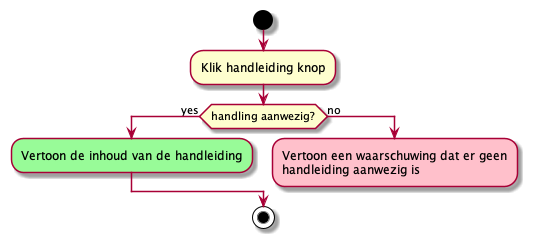 Klik handleiding knop
yes
handling aanwezig?
no
Vertoon de inhoud van de handleiding
Vertoon een waarschuwing dat er geen
handleiding aanwezig is